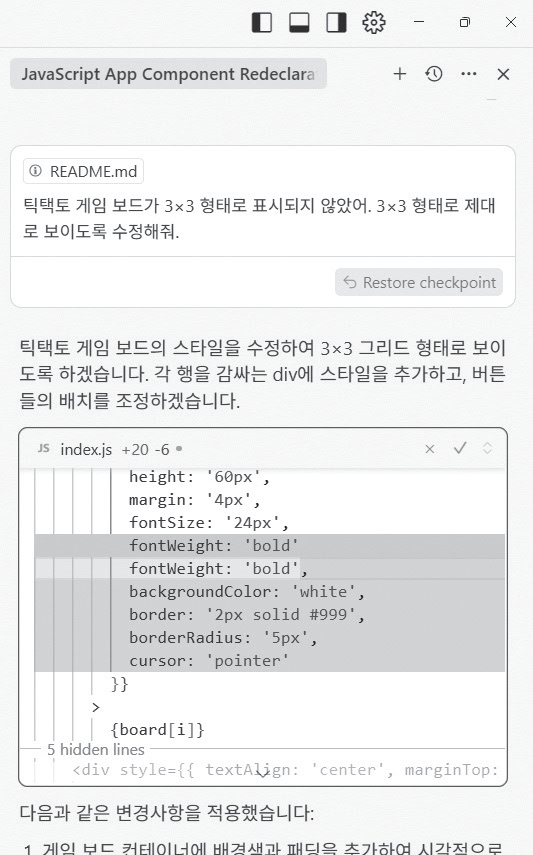 JavaScript App Component Redeclara
README.md
틱택토 게임 보드가 3×3 형태로 표시되지 않았어. 3×3 형태로 제대
로 보이도록 수정해줘.
Restore checkpoint
틱택토 게임 보드의 스타일을 수정하여 3×3 그리드 형태로 보이
도록 하겠습니다. 각 행을 감싸는 div에 스타일을 추가하고, 버튼
들의 배치를 조정하겠습니다.
JS index.js +20 -6
height: '60px',
margin: '4px',
fontSize: '24px',
fontWeight: 'bold'
fontWeight: 'bold',
backgroundColor: 'white',
border: '2px solid #999',
borderRadius: '5px',
cursor: 'pointer'
}}
>
{board[i]}
5 hidden lines
<div style={{ textAlign: 'center', marginTop:
다음과 같은 변경사항을 적용했습니다:
1. 게임 보드 컨테이너에 배경색과 패딩을 추가하여 시각적으로